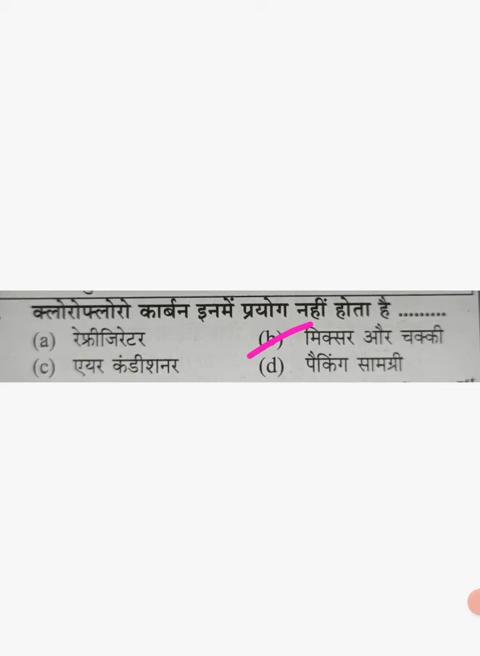 क्लोरोफ्लोरो कार्बन इनमें प्रयोग नहीं होता है .........
(a) रेफ्रीजिरेटर (b) मिक्सर और चक्की
(c) एयर कंडीशनर (d) पैकिंग सामग्री